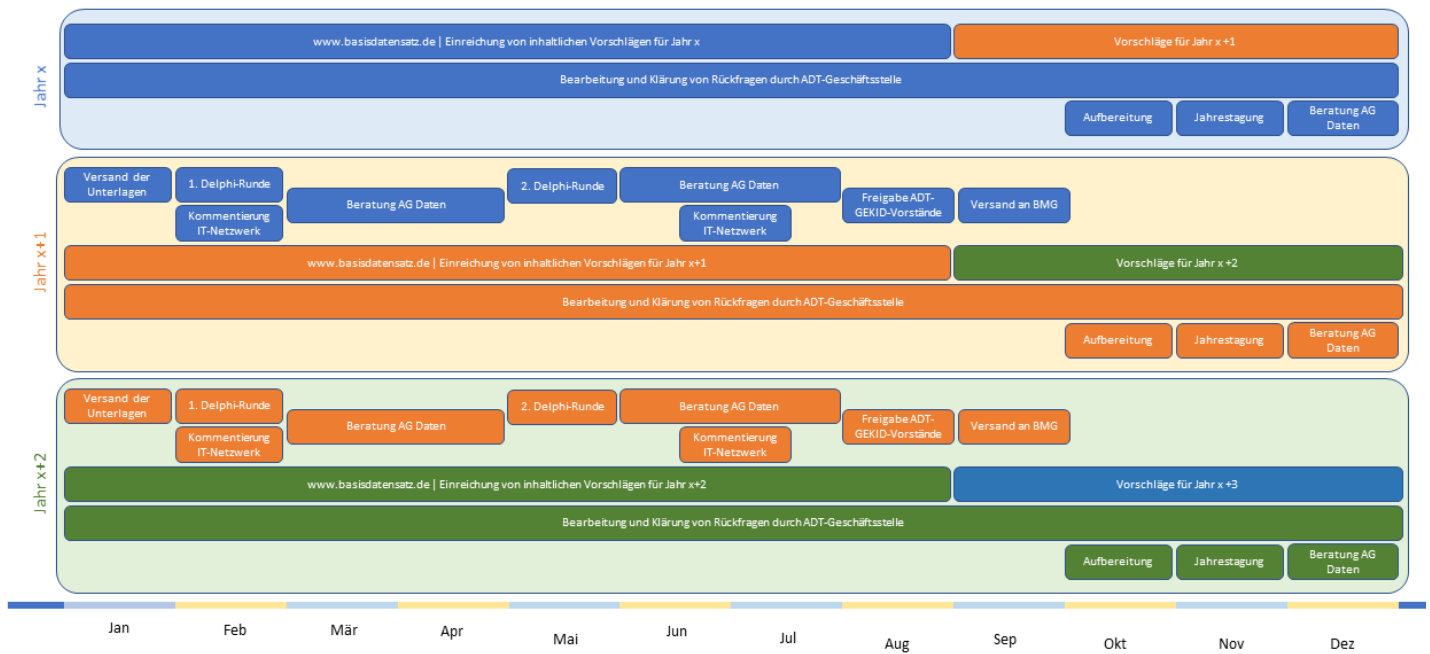 Jahr x
www.basisdatensatz.de | Einreichung von inhaltlichen Vorschlägen für Jahr x
Vorschläge für Jahr x +1
Bearbeitung und Klärung von Rückfragen durch ADT-Geschäftsstelle
Aufbereitung
Jahrestagung
Beratung AG
Daten
Jahr x+1
Versand der
Unterlagen
1. Delphi-Runde
Kommentierung
IT-Netzwerk
Beratung AG Daten
2. Delphi-Runde
Beratung AG Daten
Kommentierung
IT-Netzwerk
Freigabe ADT-
GEKID-Vorstände
Versand an BMG
www.basisdatensatz.de | Einreichung von inhaltlichen Vorschlägen für Jahr x+1
Vorschläge für Jahr x +2
Bearbeitung und Klärung von Rückfragen durch ADT-Geschäftsstelle
Aufbereitung
Jahrestagung
Beratung AG
Daten
Jahr x+2
Versand der
Unterlagen
1. Delphi-Runde
Kommentierung
IT-Netzwerk
Beratung AG Daten
2. Delphi-Runde
Beratung AG Daten
Kommentierung
IT-Netzwerk
Freigabe ADT-
GEKID-Vorstände
Versand an BMG
www.basisdatensatz.de | Einreichung von inhaltlichen Vorschlägen für Jahr x+2
Vorschläge für Jahr x +3
Bearbeitung und Klärung von Rückfragen durch ADT-Geschäftsstelle
Aufbereitung
Jahrestagung
Beratung AG
Daten
Jan
Feb
Mär
Apr
Mai
Jun
Jul
Aug
Sep
Okt
Nov
Dez